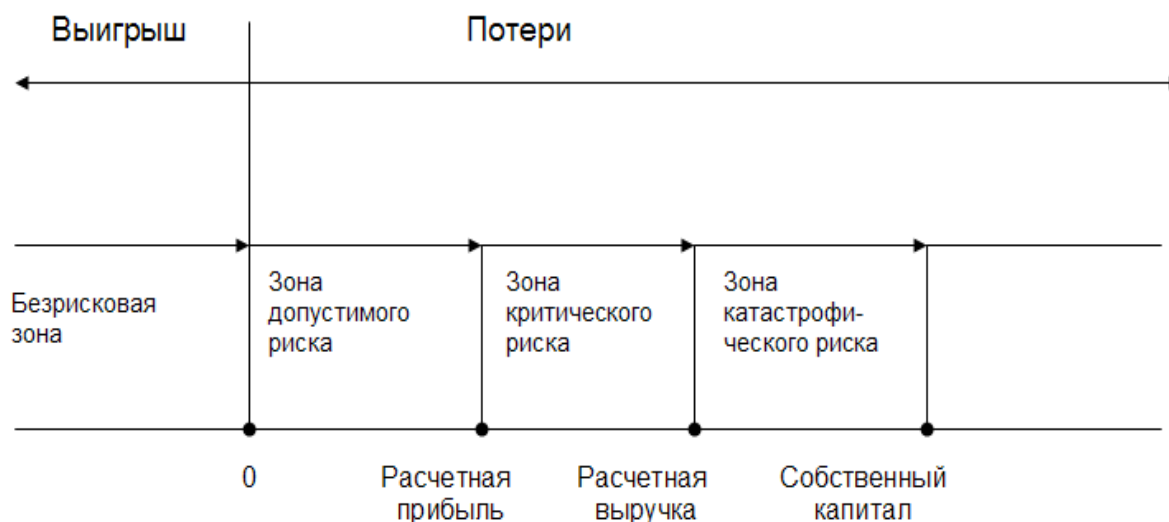 Выигрыш
Потери
Безрисковая
зона
Зона
допустимого
риска
Зона
критического
риска
Зона
катастрофи-
ческого риска
0
Расчетная
прибыль
Расчетная
выручка
Собственный
капитал